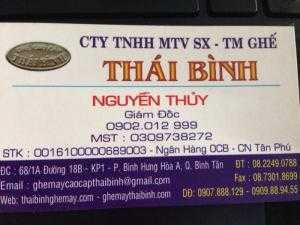 CTY TNHH MTV SX - TM GHẾ
THÁI BÌNH
NGUYỄN THỦY
Giám Đốc
0902.012 999
MST : 0309738272
STK : 0016100000689003 - Ngân Hàng OCB - CN Tân Phú
ĐC : 68/1A Đường 18B - KP1 - P. Bình Hưng Hòa A, Q. Bình Tân
ĐT : 08.2249.0788
Email : ghemaycaocapthaibinh@gmail.com
Fax : 08.7301.8699
Web: thaibinhghemay.com - ghemaythaibinh.com
DĐ: 0907.888.129 - 0909.88.94.55